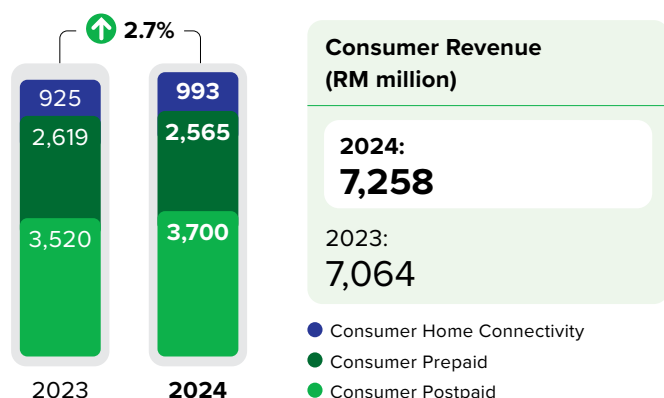 2.7%
925
2,619
3,520
2023
993
2,565
3,700
2024
Consumer Revenue
(RM million)
2024:
7,258
2023:
7,064
Consumer Home Connectivity
Consumer Prepaid
Consumer Postpaid